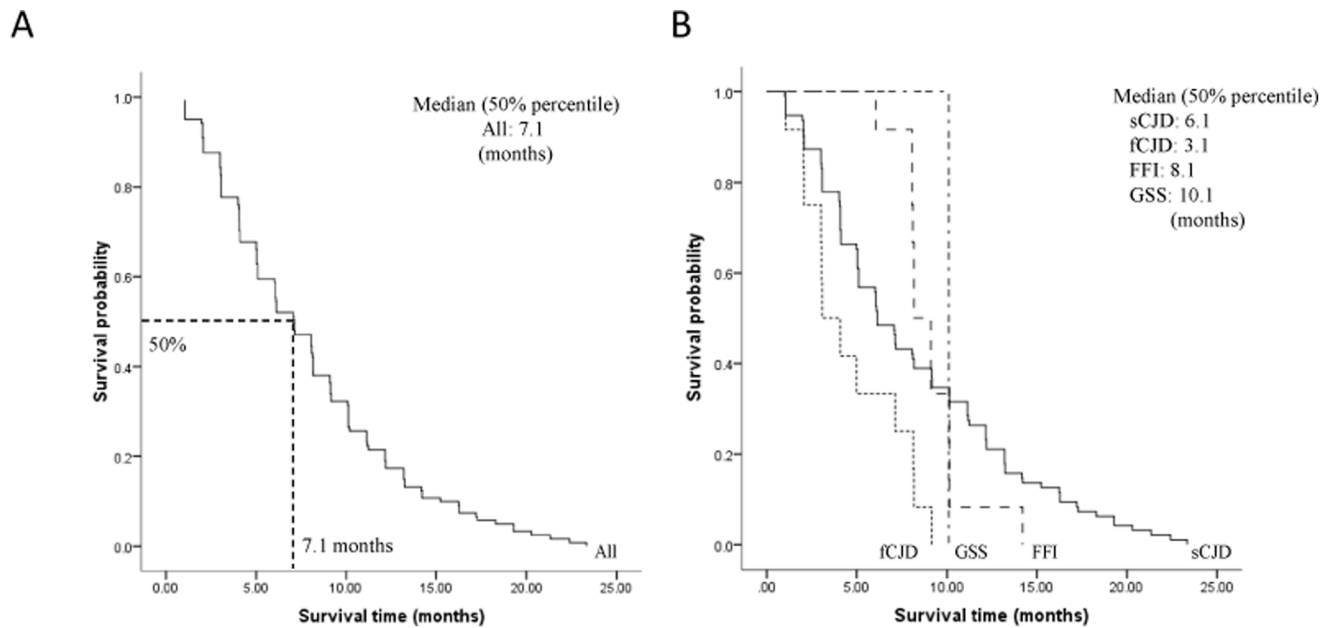 A
Median (50% percentile)
All: 7.1
(months)
Survival probability
1.0
0.8
0.6
0.4
0.2
0.0
50%
7.1 months
All
0.00
5.00
10.00
15.00
20.00
25.00
Survival time (months)
B
Median (50% percentile)
sCJD: 6.1
fCJD: 3.1
FFI: 8.1
GSS: 10.1
(months)
Survival probability
1.0
0.8
0.6
0.4
0.2
0.0
fCJD
GSS
FFI
sCJD
.00
5.00
10.00
15.00
20.00
25.00
Survival time (months)